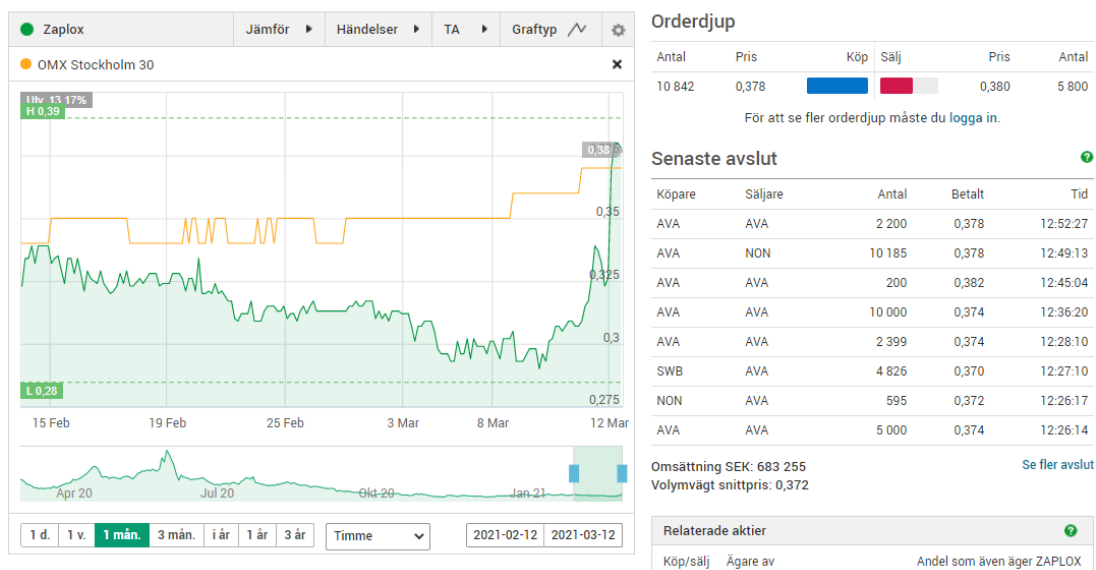 Zaplox Jämför Händelser TA Graftyp
OMX Stockholm 30
Utv. 13,17%
H 0,39
0,38
0,35
0,325
0,3
L 0,28
0,275
15 Feb 19 Feb 25 Feb 3 Mar 8 Mar 12 Mar
Apr 20 Jul 20 Okt 20 Jan 21
1 d. 1 v. 1 mån. 3 mån. i år 1 år 3 år Timme 2021-02-12 2021-03-12
Orderdjup
Antal Pris Köp Sälj Pris Antal
10 842 0,378 0,380 5 800
För att se fler orderdjup måste du logga in.
Senaste avslut ?
Köpare Säljare Antal Betalt Tid
AVA AVA 2 200 0,378 12:52:27
AVA NON 10 185 0,378 12:49:13
AVA AVA 200 0,382 12:45:04
AVA AVA 10 000 0,374 12:36:20
AVA AVA 2 399 0,374 12:28:10
SWB AVA 4 826 0,370 12:27:10
NON AVA 595 0,372 12:26:17
AVA AVA 5 000 0,374 12:26:14
Omsättning SEK: 683 255 Se fler avslut
Volymvägt snittpris: 0,372
Relaterade aktier ?
Köp/sälj Ägare av Andel som även äger ZAPLOX